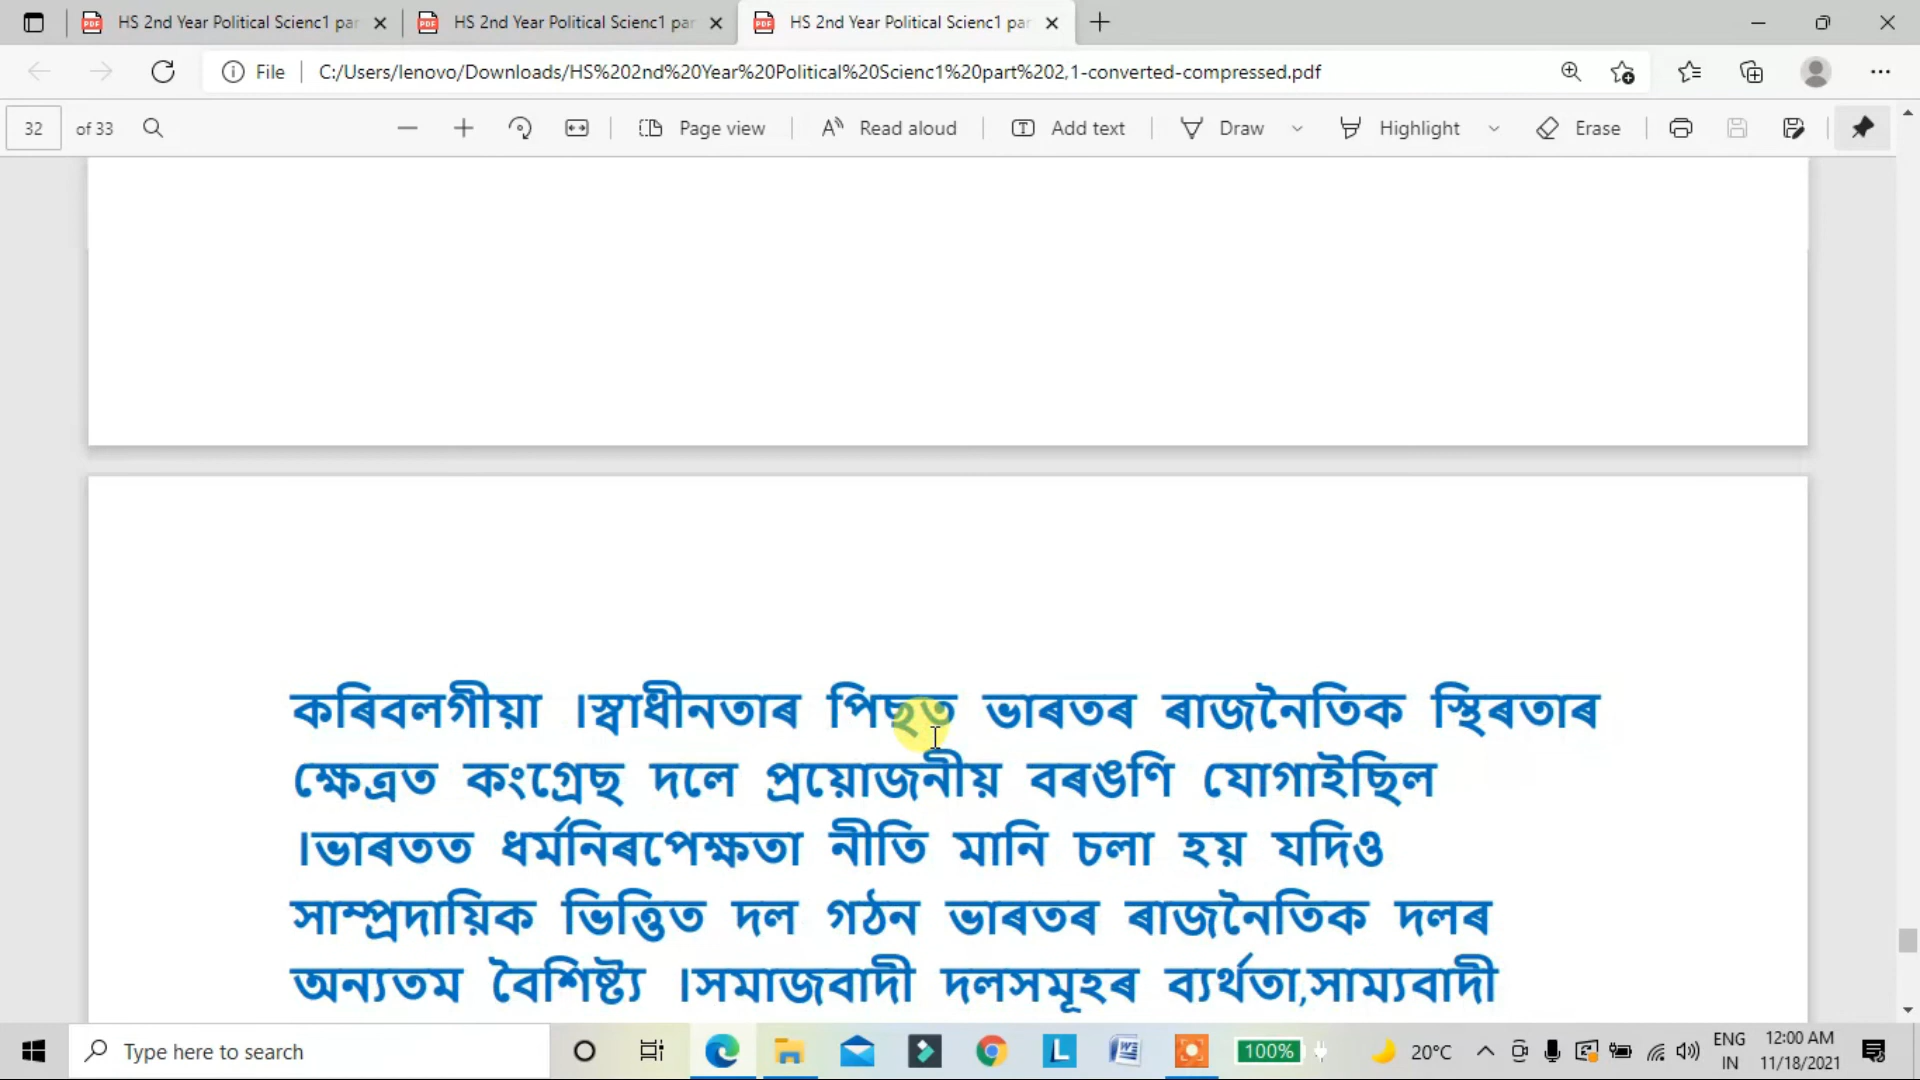 HS 2nd Year Political Scienc1 par
HS 2nd Year Political Scienc1 par
HS 2nd Year Political Scienc1 par
File
C:/Users/lenovo/Downloads/HS%202nd%20Year%20Political%20Scienc1%20part%202,1-converted-compressed.pdf
32 of 33
Page view
Read aloud
Add text
Draw
Highlight
Erase
কৰিবলগীয়া ।স্বাধীনতাৰ পিছত ভাৰতৰ ৰাজনৈতিক স্থিৰতাৰ
ক্ষেত্ৰত কংগ্ৰেছ দলে প্ৰয়োজনীয় বৰঙণি যোগাইছিল
।ভাৰতত ধৰ্মনিৰপেক্ষতা নীতি মানি চলা হয় যদিও
সাম্প্ৰদায়িক ভিত্তিত দল গঠন ভাৰতৰ ৰাজনৈতিক দলৰ
অন্যতম বৈশিষ্ট্য ।সমাজবাদী দলসমূহৰ ব্যৰ্থতা,সাম্যবাদী
Type here to search
100%
20°C
ENG
IN
12:00 AM
11/18/2021